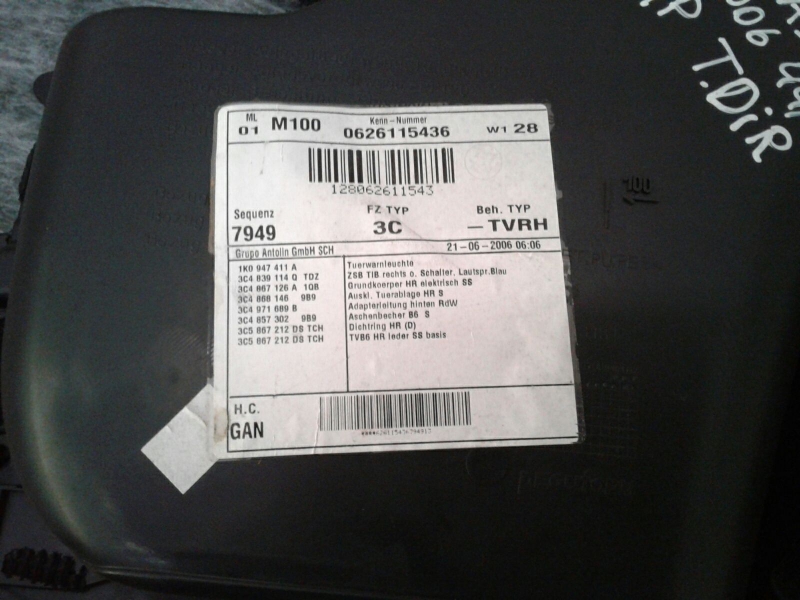 006
P
T.DİR
100
ML
01 M100 Kenn-Nummer 0626115436 W1 28
128062611543
Sequenz FZ TYP Beh. TYP
7949 3C - TVRH
Grupo Antolin GmbH SCH 21-06-2006 06:06
1K0 947 411 A Tuerwarnleuchte
3C4 839 114 Q TDZ ZSB TIB rechts o. Schalter, Lautspr.Blau
3C4 867 126 A 1QB Grundkoerper HR elektrisch SS
3C4 868 146 9B9 Auskl. Tuerablage HR S
3C4 971 689 B Adapterleitung hinten RdW
3C4 857 302 9B9 Aschenbecher B6 S
3C5 867 212 DS TCH Dichtring HR (D)
3C5 867 212 DS TCH TVB6 HR leder SS basis
H.C.
GAN